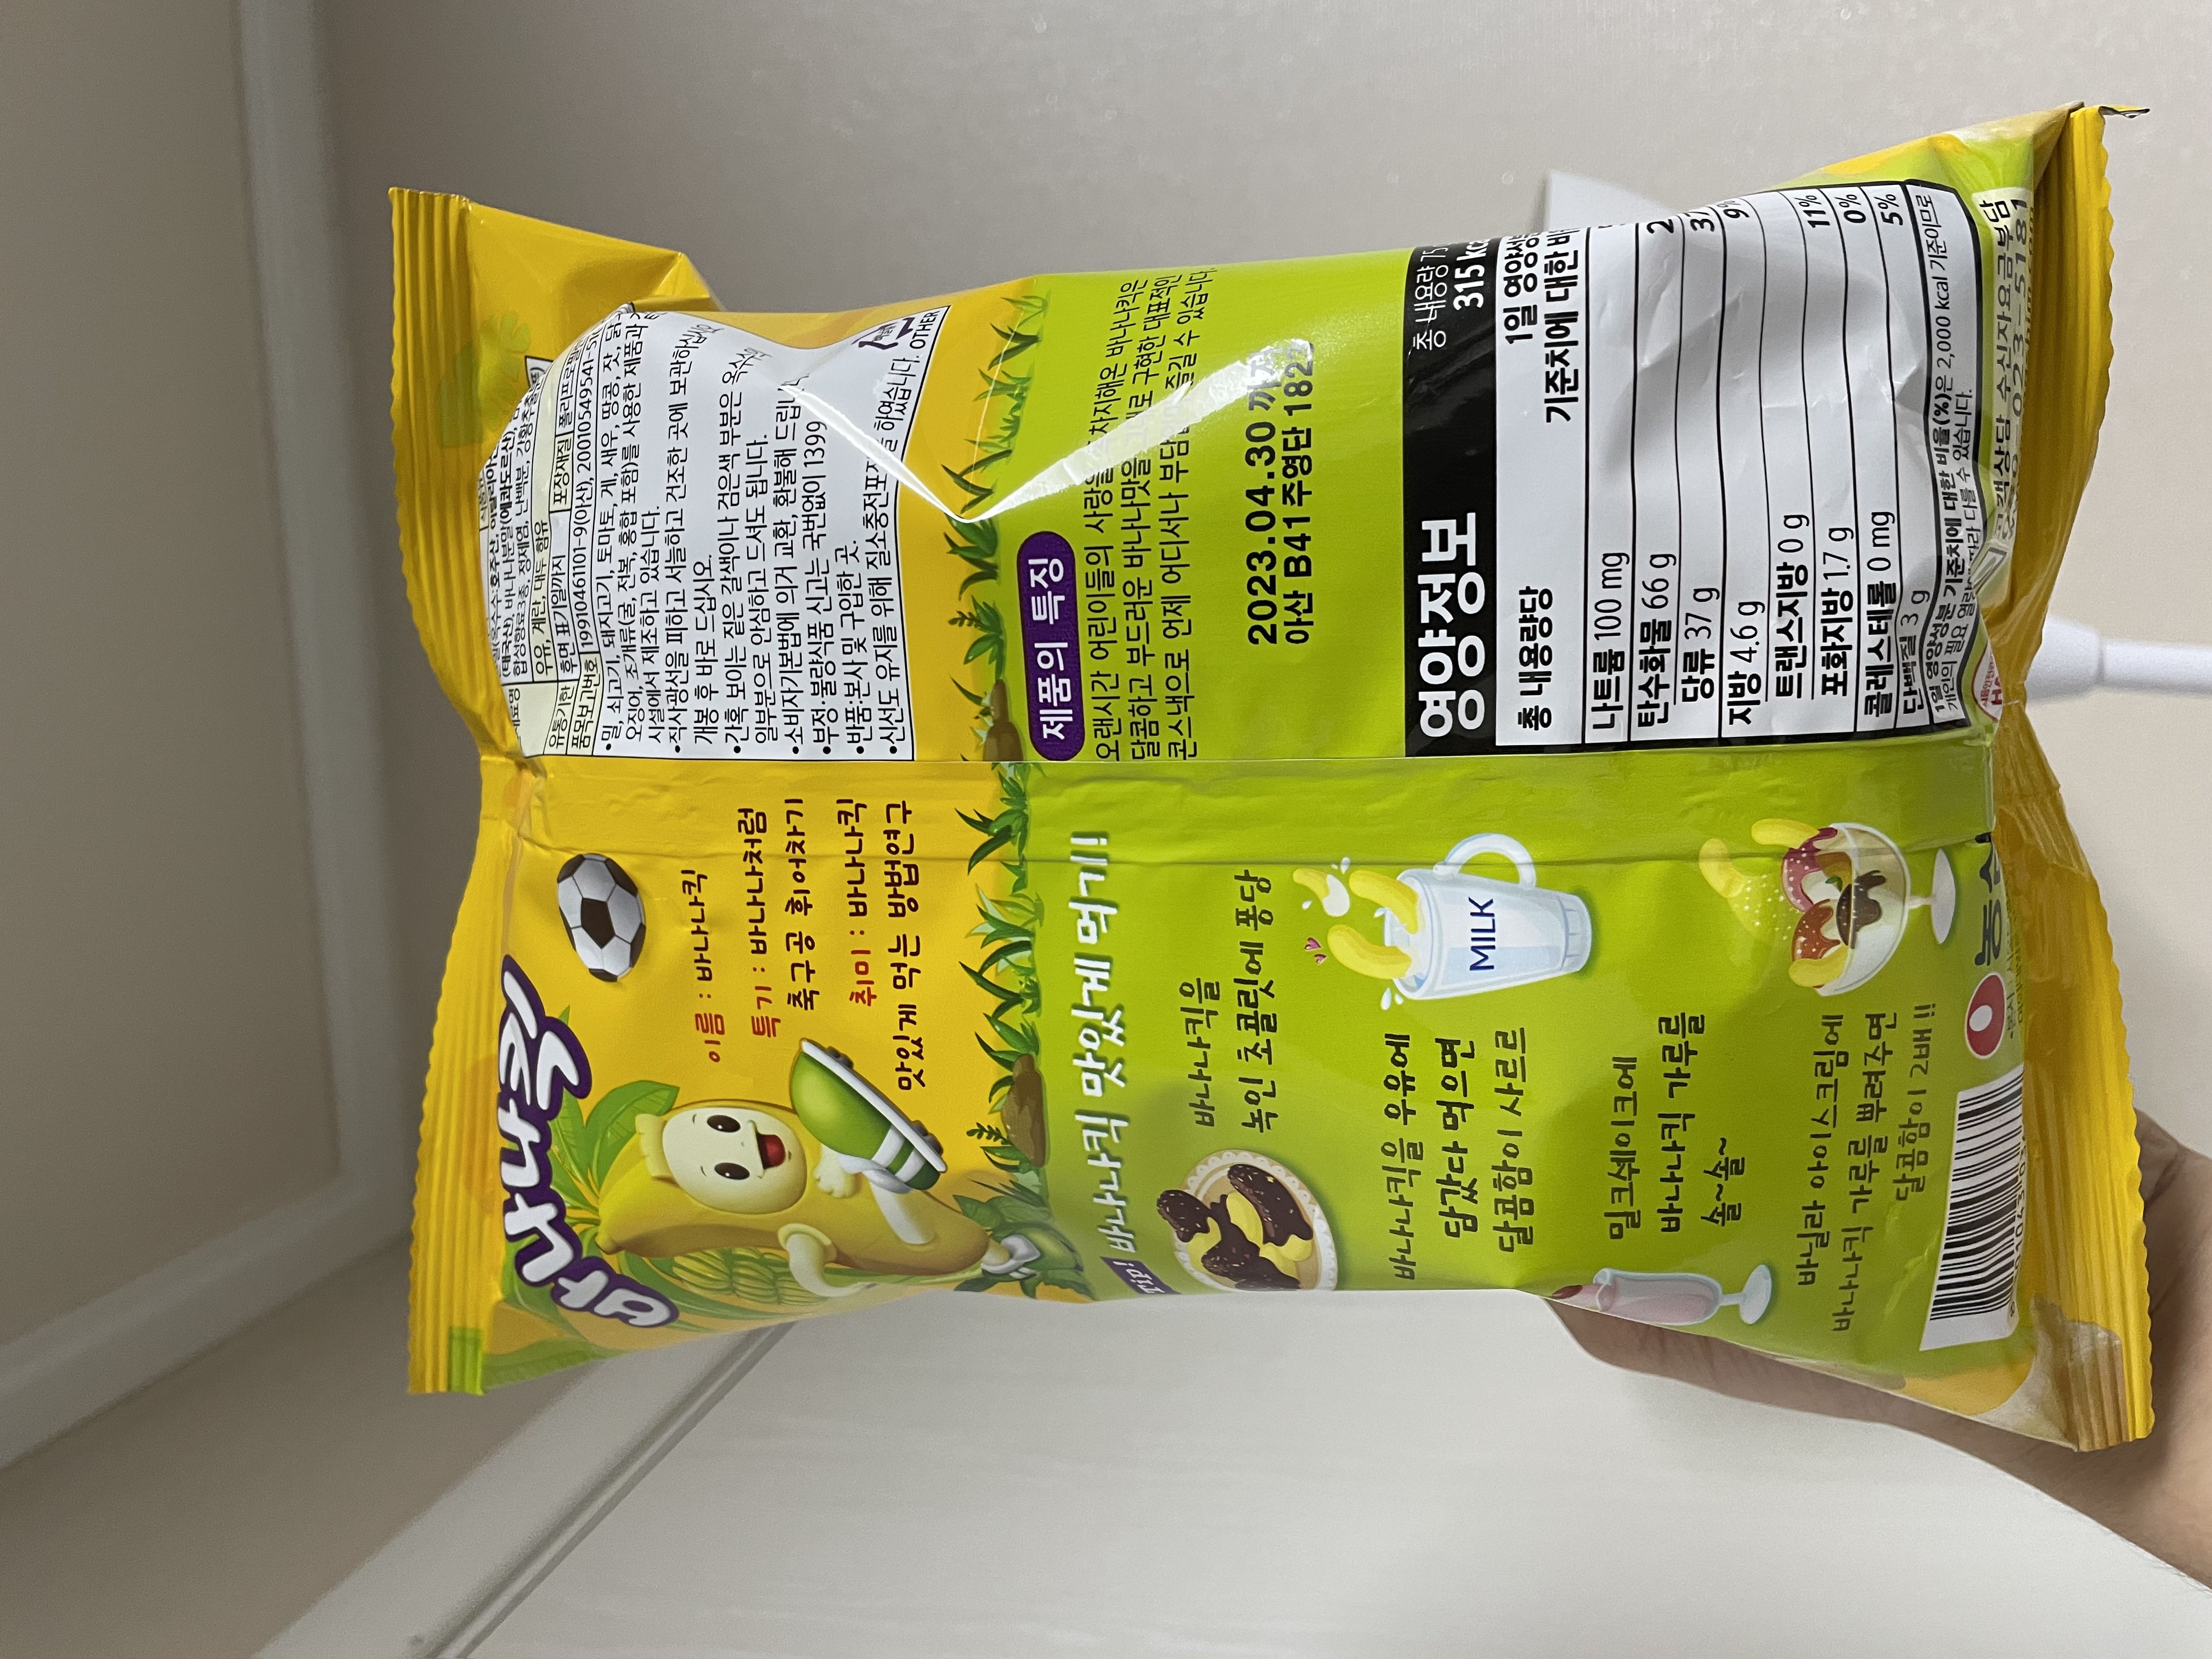 바나나킥
이름 : 바나나킥
특기 : 바나나처럼
축구공 휘어차기
취미 : 바나나킥
맛있게 먹는 방법연구
Tip! 바나나킥 맛있게 먹기!
바나나킥을
녹인 초콜릿에 퐁당
바나나킥을 우유에
담갔다 먹으면
달콤함이 사르르
MILK
밀크쉐이크에
바나나킥 가루를
솔~솔~
바닐라 아이스크림에
바나나킥 가루를 뿌려주면
달콤함이 2배!!
농심
(옥수수:호주산,
(태국산), 바나나분말(에콰도르산),
합성향료3종, 정제염, 난백분,
우유, 계란, 대두 함유
유통기한 후면 표기일까지 포장재질
품목보고번호 19910461101-9(아산),
•밀, 쇠고기, 돼지고기, 토마토, 게, 새우, 땅콩, 잣,
오징어, 조개류(굴, 전복, 홍합 포함)를 사용한 제품과
시설에서 제조하고 있습니다.
•직사광선을 피하고 서늘하고 건조한 곳에 보관하십시오
개봉 후 바로 드십시오.
•간혹 보이는 짙은 갈색이나 검은색 부분은
일부분으로 안심하고 드셔도 됩니다.
•소비자기본법에 의거 교환, 환불해
•부정·불량식품 신고는 국번없이 1399
•반품:본사 및 구입한 곳.
•신선도 유지를 위해 하였습니다.
OTHER
제품의 특징
오랜시간 어린이들의 사랑을 차지해온 바나나킥은
달콤하고 부드러운 바나나맛을 구현한 대표적인
콘스낵으로 언제 어디서나 즐길 수 있습니다.
2023.04.30 까지
아산 B41 주영단
영양정보 총 내용량
315
총 내용량당 1일
기준치에 대한
나트륨 100 mg
탄수화물 66 g
당류 37 g
지방 4.6 g 9%
트랜스지방 0 g
포화지방 1.7 g 11%
콜레스테롤 0 mg 0%
단백질 3 g 5%
1일 영양성분 기준치에 대한 비율(%)은 2,000 kcal 기준이므로
개인의 필요 열량에 따라 다를 수 있습니다.
수신자요금부담